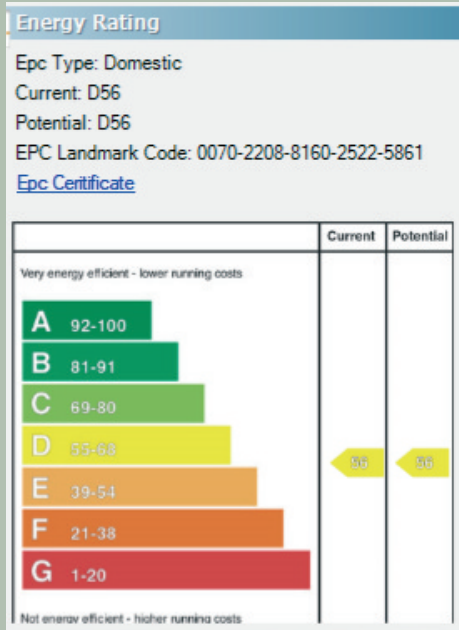 Energy Rating
Epc Type: Domestic
Current: D56
Potential: D56
EPC Landmark Code: 0070-2208-8160-2522-5861
Epc Ceritificate
Current Potential
Very energy efficient - lower running costs
A 92-100
B 81-91
C 69-80
D 55-68
56 56
E 39-54
F 21-38
G 1-20
Not energy efficient - higher running costs